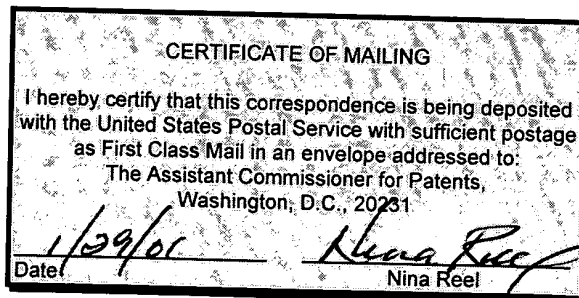 CERTIFICATE OF MAILING
I hereby certify that this correspondence is being deposited
with the United States Postal Service with sufficient postage
as First Class Mail in an envelope addressed to:
The Assistant Commissioner for Patents,
Washington, D.C., 20231
1/29/01 Nina Reel
Date Nina Reel